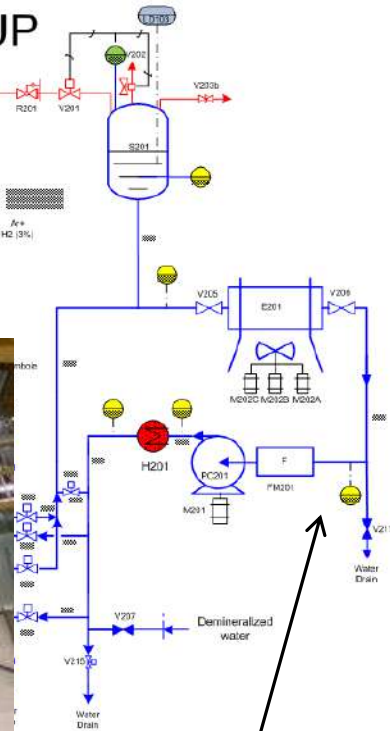 UP
V202
V203b
R201
V201
S201
Ar+
H2 (3%)
V205
E201
V206
M202C
M202B
M202A
H201
PC201
F
FM201
M201
V21
Water
Drain
V207
Demineralized
water
V215
Water
Drain